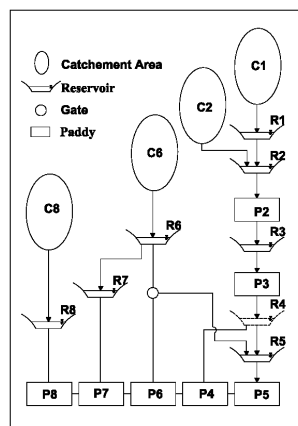 Catchement Area
Reservoir
Gate
Paddy
C1
C2
R1
R2
C6
C8
P2
R6
R3
R7
P3
R4
R8
R5
P8
P7
P6
P4
P5